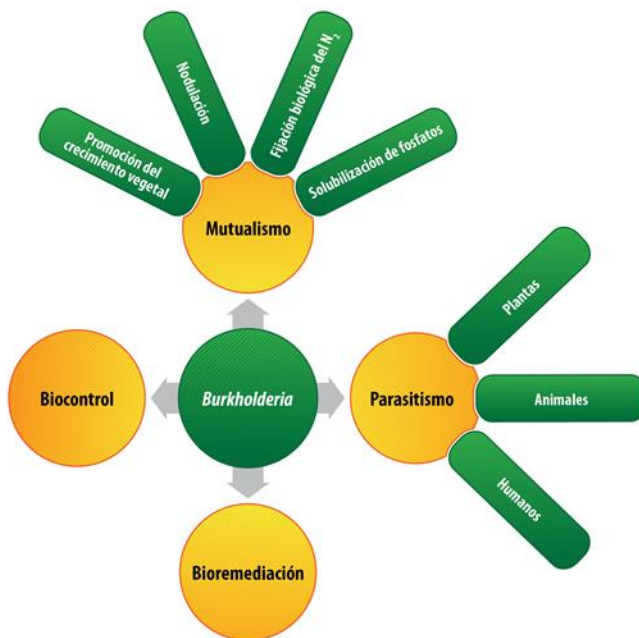 Promoción del
crecimiento vegetal
Nodulación
Fijación biológica del N₂
Solubilización de fosfatos
Mutualismo
Plantas
Biocontrol
Burkholderia
Parasitismo
Animales
Humanos
Bioremediación